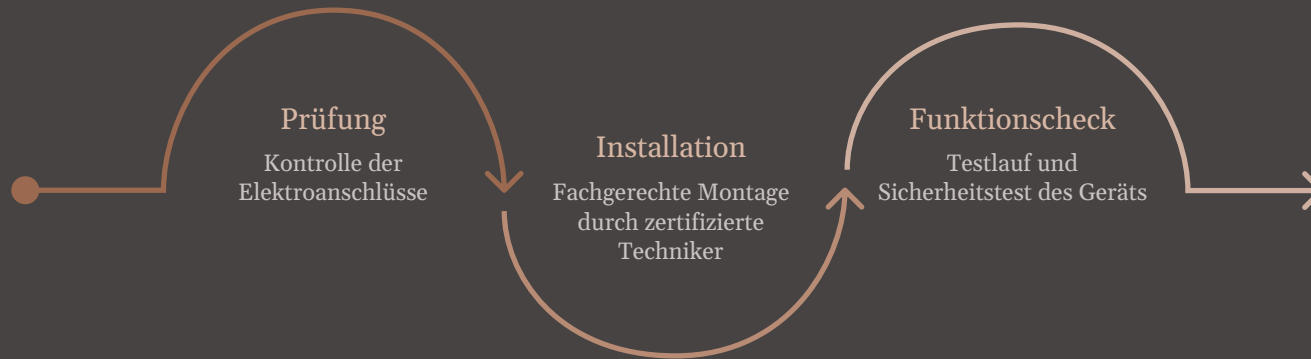 Prüfung
Kontrolle der
Elektroanschlüsse
Installation
Fachgerechte Montage
durch zertifizierte
Techniker
Funktionscheck
Testlauf und
Sicherheitstest des Geräts